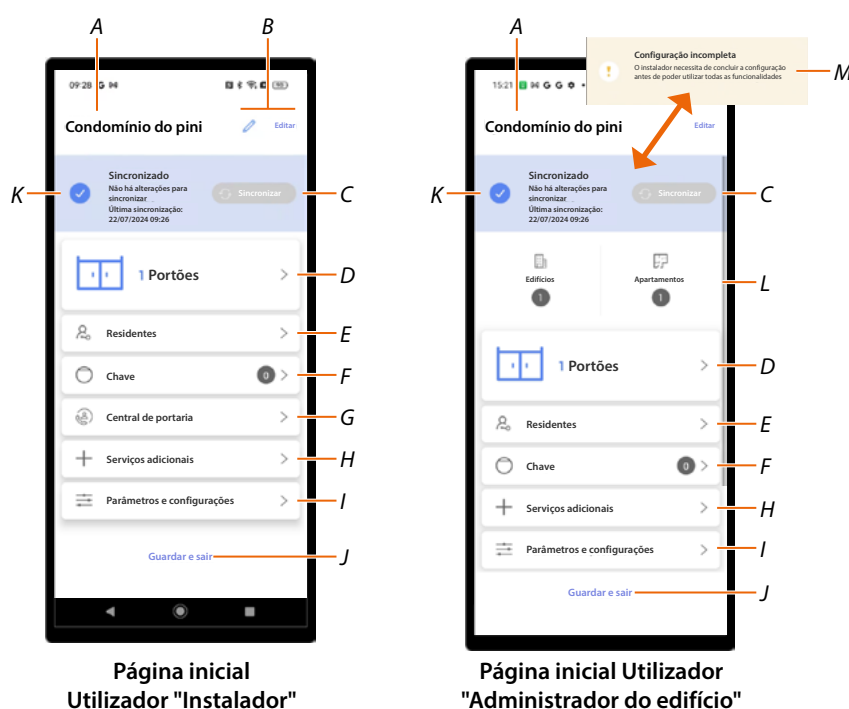 A
B
09:28
Condomínio do pini
Editar
K
Sincronizado
Não há alterações para
sincronizar
Última sincronização:
22/07/2024 09:26
Sincronizar
C
1 Portões
D
Residentes
E
Chave
0
F
Central de portaria
G
Serviços adicionais
H
Parâmetros e configurações
I
Guardar e sair
J
Página inicial
Utilizador "Instalador"
A
Configuração incompleta
O instalador necessita de concluir a configuração
antes de poder utilizar todas as funcionalidades
M
15:21
Condomínio do pini
Editar
K
Sincronizado
Não há alterações para
sincronizar
Última sincronização:
22/07/2024 09:26
Sincronizar
C
Edifícios
1
Apartamentos
1
L
1 Portões
D
Residentes
E
Chave
0
F
Serviços adicionais
H
Parâmetros e configurações
I
Guardar e sair
J
Página inicial Utilizador
"Administrador do edifício"